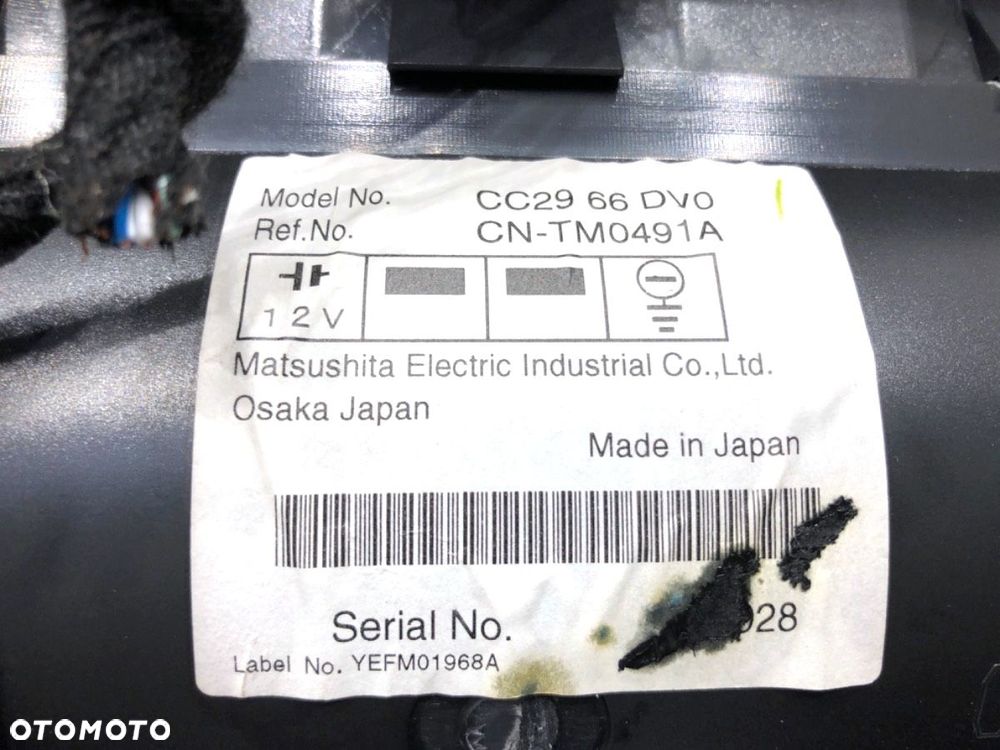 Model No. CC29 66 DV0
Ref.No. CN-TM0491A
12V
Matsushita Electric Industrial Co.,Ltd.
Osaka Japan
Made in Japan
Serial No.
Label No. YEFM01968A
OTOMOTO